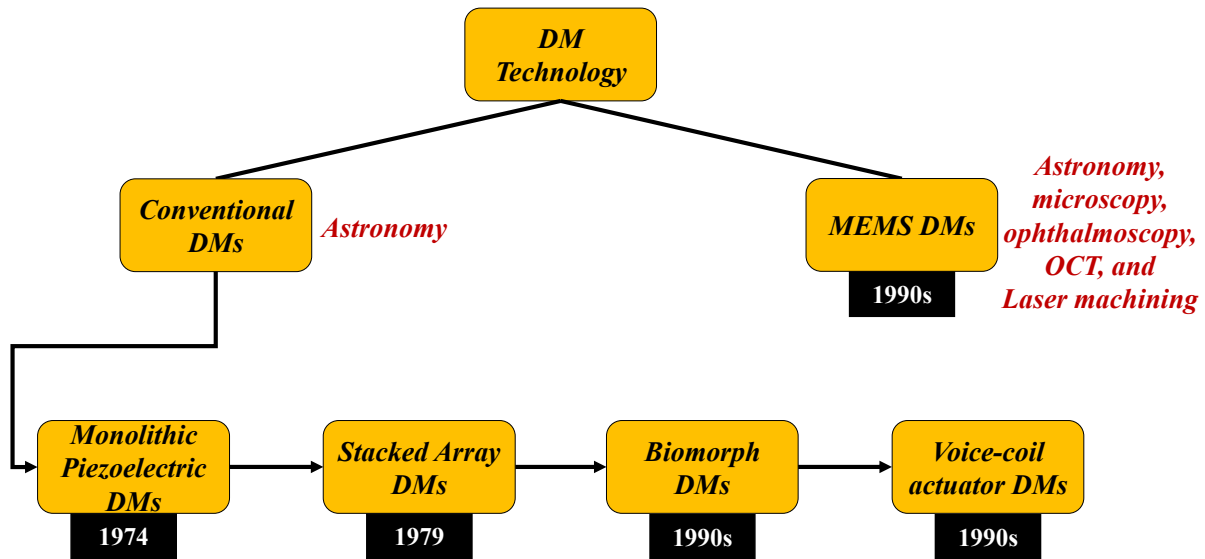 DM
Technology
Conventional
DMs
Astronomy
MEMS DMs
1990s
Astronomy,
microscopy,
ophthalmoscopy,
OCT, and
Laser machining
Monolithic
Piezoelectric
DMs
1974
Stacked Array
DMs
1979
Biomorph
DMs
1990s
Voice-coil
actuator DMs
1990s